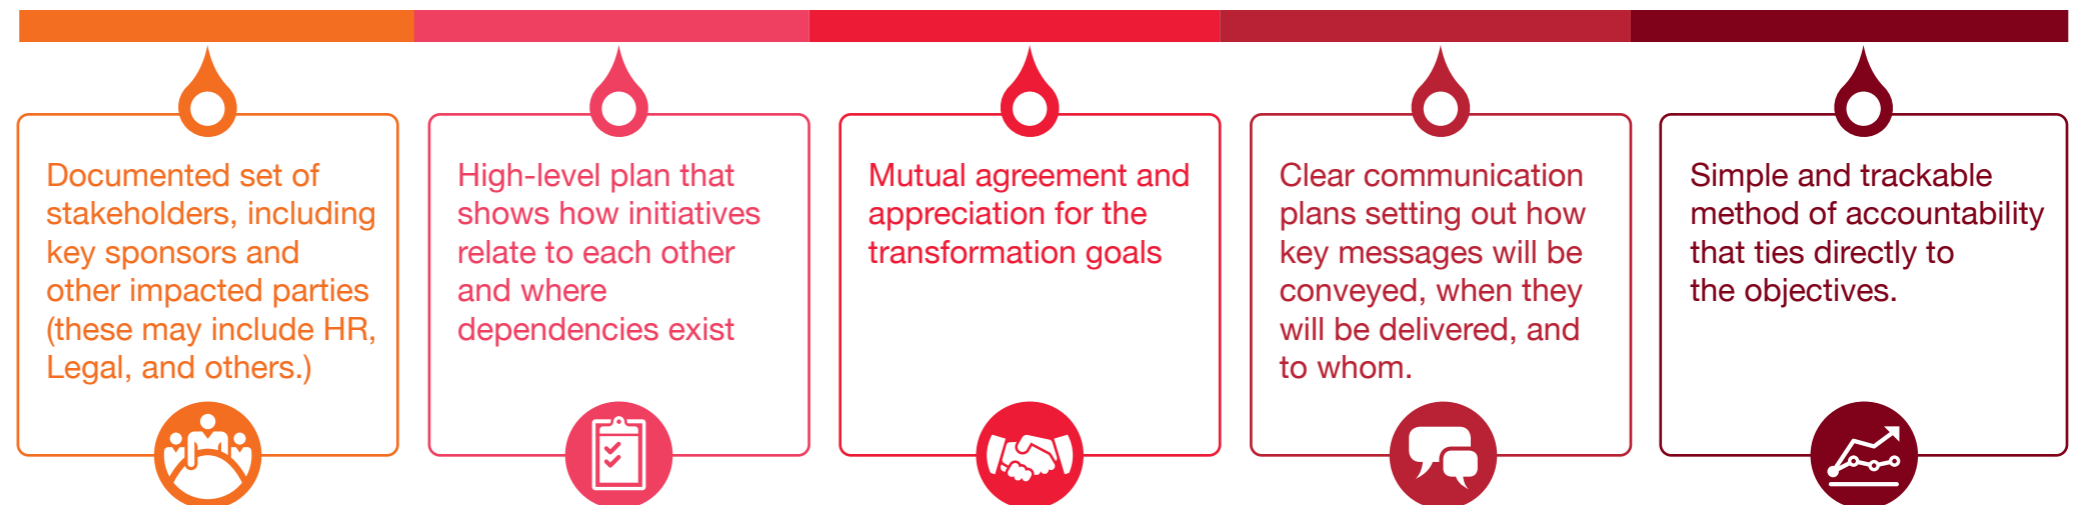 Documented set of
stakeholders, including
key sponsors and
other impacted parties
(these may include HR,
Legal, and others.)
High-level plan that
shows how initiatives
relate to each other
and where
dependencies exist
Mutual agreement and
appreciation for the
transformation goals
Clear communication
plans setting out how
key messages will be
conveyed, when they
will be delivered, and
to whom.
Simple and trackable
method of accountability
that ties directly to
the objectives.